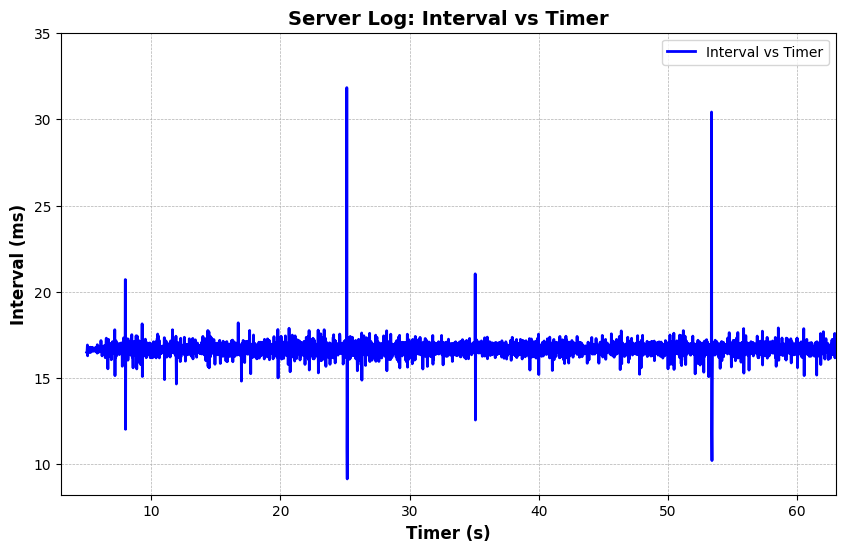 Server Log: Interval vs Timer
Interval vs Timer
35
30
25
20
15
10
Interval (ms)
10 20 30 40 50 60
Timer (s)